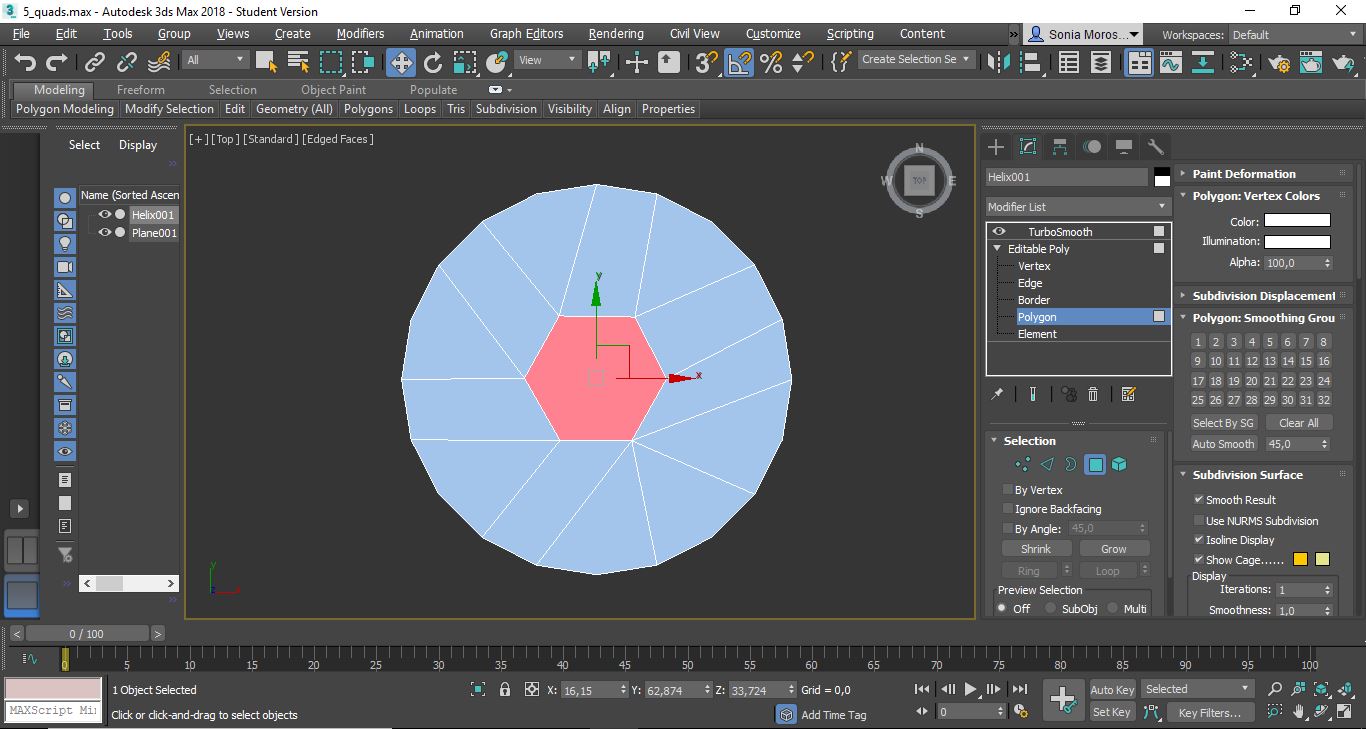 5_quads.max - Autodesk 3ds Max 2018 - Student Version
File Edit Tools Group Views Create Modifiers Animation Graph Editors Rendering Civil View Customize Scripting Content » Sonia Moros... Workspaces: Default
All View Create Selection Se
Modeling Freeform Selection Object Paint Populate
Polygon Modeling Modify Selection Edit Geometry (All) Polygons Loops Tris Subdivision Visibility Align Properties
Select Display
Name (Sorted Ascen
Helix001
Plane001
[+] [Top] [Standard] [Edged Faces]
N
W TOP E
S
y
x
y
Helix001
Modifier List
TurboSmooth
Editable Poly
Vertex
Edge
Border
Polygon
Element
Selection
By Vertex
Ignore Backfacing
By Angle: 45,0
Shrink Grow
Ring Loop
Preview Selection
Off SubObj Multi
Paint Deformation
Polygon: Vertex Colors
Color:
Illumination:
Alpha: 100,0
Subdivision Displacement
Polygon: Smoothing Grou
1 2 3 4 5 6 7 8
9 10 11 12 13 14 15 16
17 18 19 20 21 22 23 24
25 26 27 28 29 30 31 32
Select By SG Clear All
Auto Smooth 45,0
Subdivision Surface
Smooth Result
Use NURMS Subdivision
Isoline Display
Show Cage......
Display
Iterations: 1
Smoothness: 1,0
< 0 / 100 >
0 5 10 15 20 25 30 35 40 45 50 55 60 65 70 75 80 85 90 95 100
1 Object Selected X: 16,15 Y: 62,874 Z: 33,724 Grid = 0,0 Auto Key Selected
MAXScript Mi Click or click-and-drag to select objects Add Time Tag 0 Set Key Key Filters...